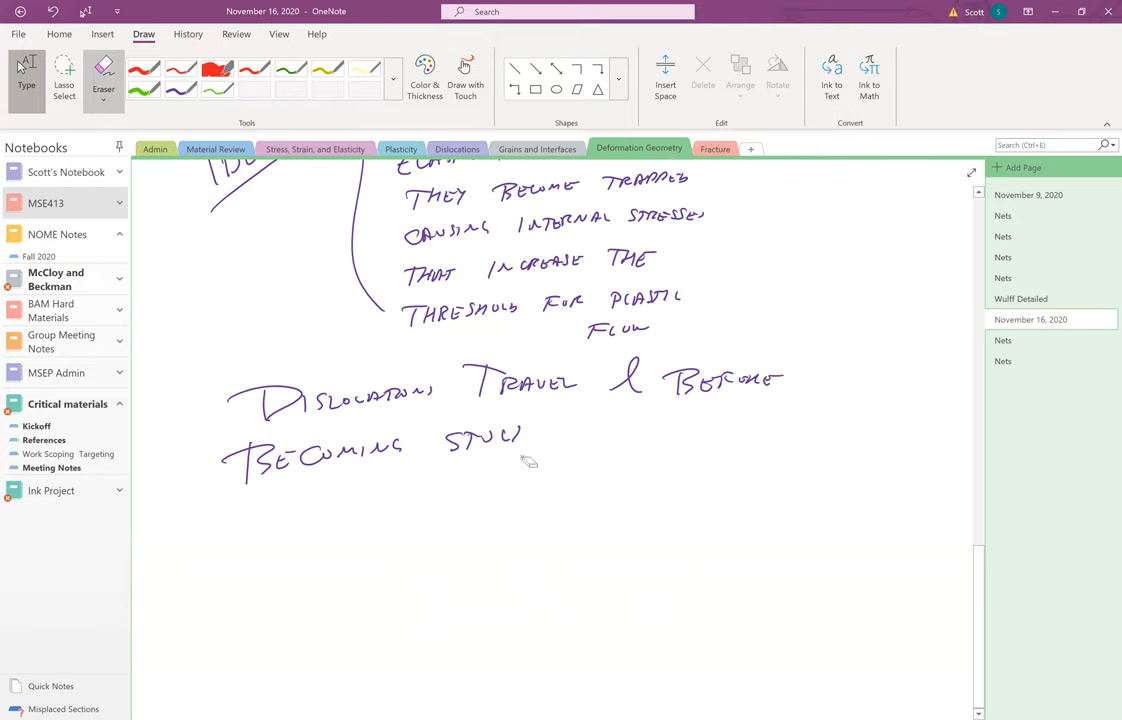 November 16, 2020 - OneNote
Search
Scott
S
File
Home
Insert
Draw
History
Review
View
Help
Type
Lasso Select
Eraser
Color & Thickness
Draw with Touch
Insert Space
Delete
Arrange
Rotate
Ink to Text
Ink to Math
Tools
Shapes
Edit
Convert
Notebooks
Admin
Material Review
Stress, Strain, and Elasticity
Plasticity
Dislocations
Grains and Interfaces
Deformation Geometry
Fracture
Search (Ctrl+E)
Scott's Notebook
MSE413
NOME Notes
Fall 2020
McCloy and Beckman
BAM Hard Materials
Group Meeting Notes
MSEP Admin
Critical materials
Kickoff
References
Work Scoping Targeting
Meeting Notes
Ink Project
Quick Notes
Misplaced Sections
THEY BECOME TRAPPED
CAUSING INTERNAL STRESSES
THAT INCREASE THE
THRESHOLD FOR PLASTIC
FLOW
DISLOCATIONS TRAVEL l BEFORE
BECOMING STUC
Add Page
November 9, 2020
Nets
Nets
Nets
Nets
Wulff Detailed
November 16, 2020
Nets
Nets